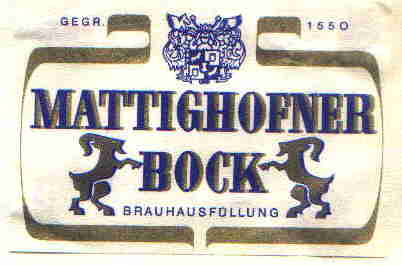 GEGR. 1550
MATTIGHOFNER
BOCK
BRAUHAUSFÜLLUNG